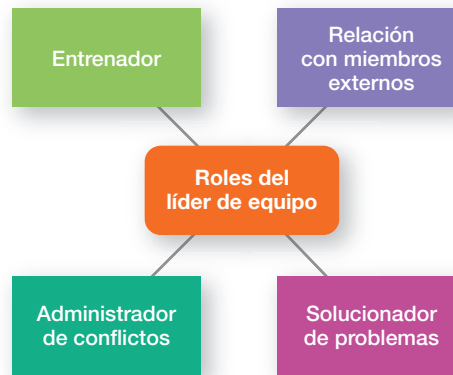 Entrenador
Relación
con miembros
externos
Roles del
líder de equipo
Administrador
de conflictos
Solucionador
de problemas